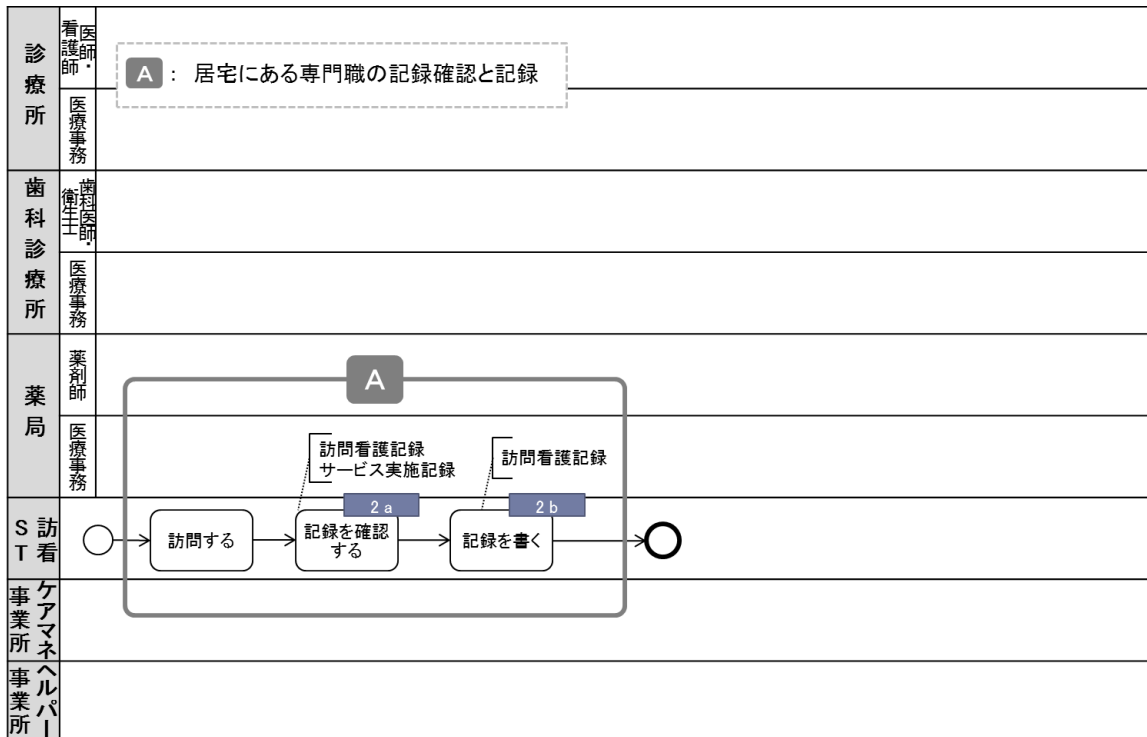 診療所
医師・
看護師
A : 居宅にある専門職の記録確認と記録
医療事務
歯科診療所
歯科医師・
衛生士
医療事務
薬局
薬剤師
A
医療事務
訪問看護記録
サービス実施記録
訪問看護記録
訪看
ST
2 a
2 b
訪問する
記録を確認
する
記録を書く
ケアマネ
事業所
ヘルパー
事業所